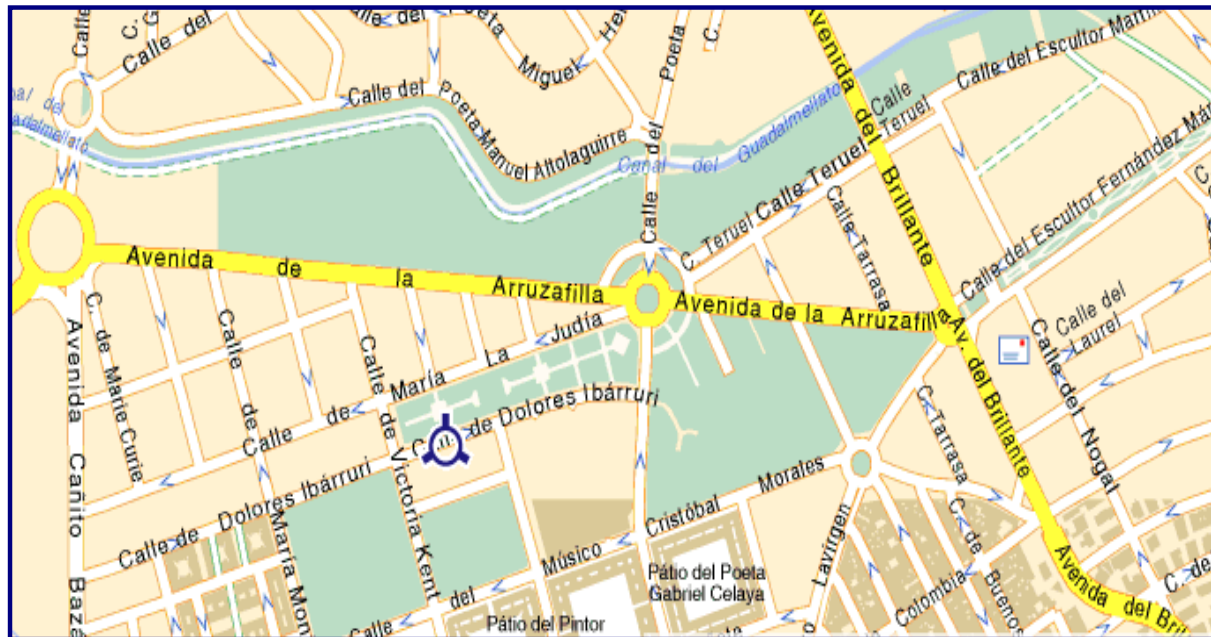 Calle
Calle del
C. G
Calle del
Poeta Manuel Altolaguirre
Miguel
Calle del Poeta
C.
Avenida del Brillante
Calle
Calle del Escultor
Canal del Guadalmellato
Canal del Guadalmellato
C. Teruel
Calle Teruel
Teruel
Calle Tarrasa
Calle del Escultor Fernández
C.
Avenida de la Arruzafilla
Avenida de la Arruzafilla
Av. del Brillante
Calle del Laurel
Calle del Nogal
C. de Marie Curie
Avenida Cañito
Calle de María
Calle de Victoria Kent
Calle de María La Judía
C. de Dolores Ibárruri
Calle de Dolores Ibárruri
C. Tarrasa
Calle del Músico Cristóbal Morales
Pátio del Poeta
Gabriel Celaya
Pátio del Pintor
Lavirgen
Colombia
C. de Buenos
Avenida del
C. de